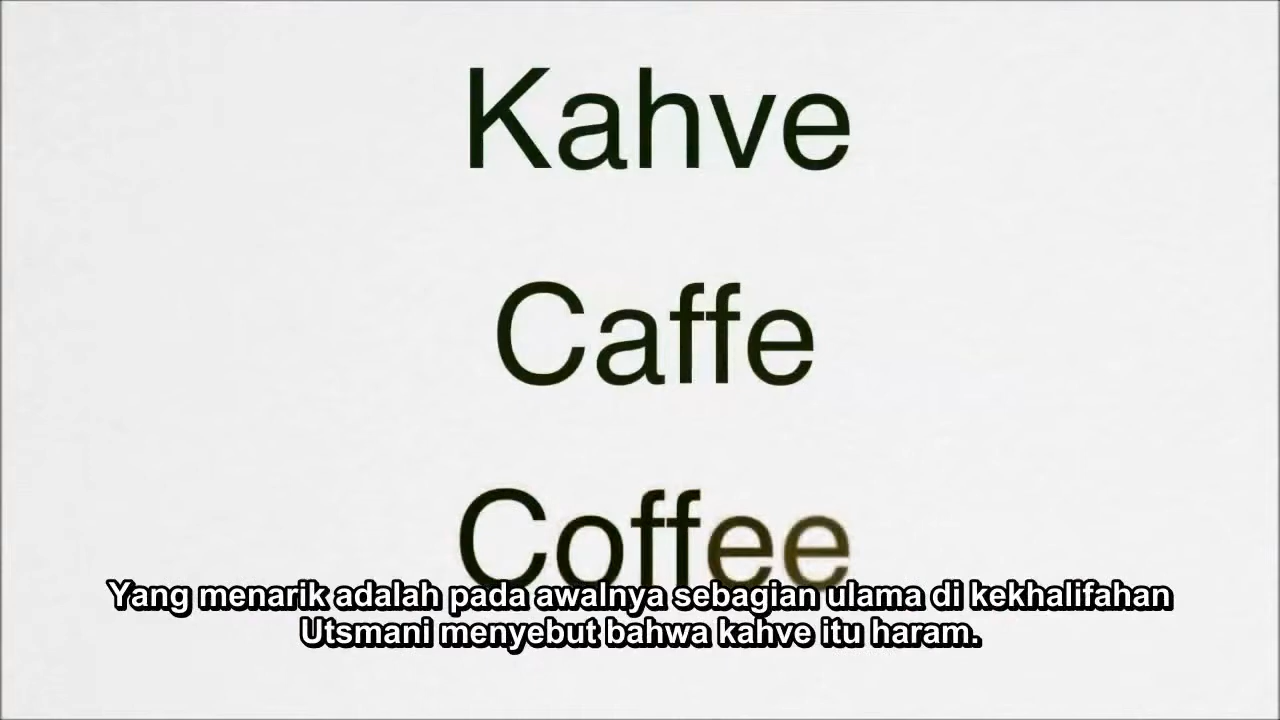 Kahve
Caffe
Coffee
Yang menarik adalah pada awalnya sebagian ulama di kekhalifahan
Utsmani menyebut bahwa kahve itu haram.